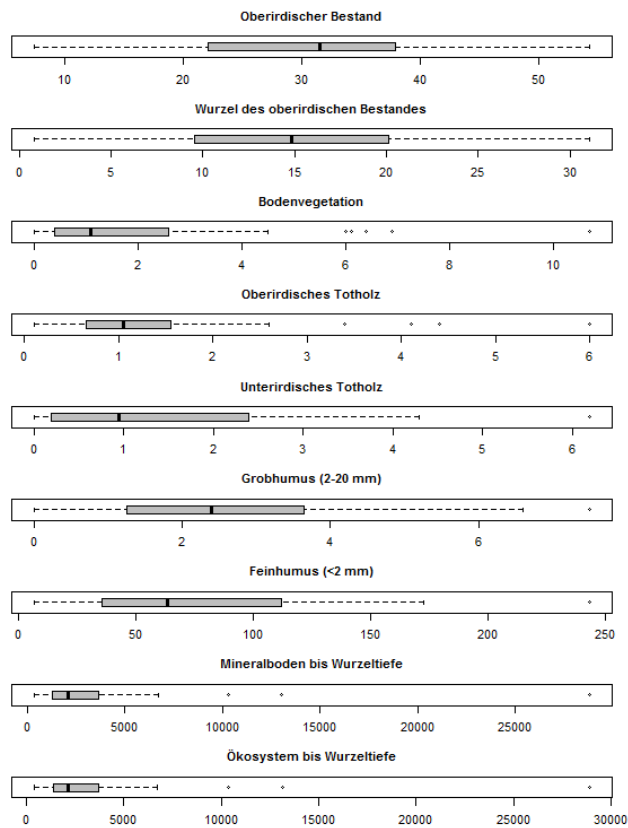 Oberirdischer Bestand
10 20 30 40 50
Wurzel des oberirdischen Bestandes
0 5 10 15 20 25 30
Bodenvegetation
0 2 4 6 8 10
Oberirdisches Totholz
0 1 2 3 4 5 6
Unterirdisches Totholz
0 1 2 3 4 5 6
Grobhumus (2-20 mm)
0 2 4 6
Feinhumus (<2 mm)
0 50 100 150 200 250
Mineralboden bis Wurzeltiefe
0 5000 10000 15000 20000 25000
Ökosystem bis Wurzeltiefe
0 5000 10000 15000 20000 25000 30000